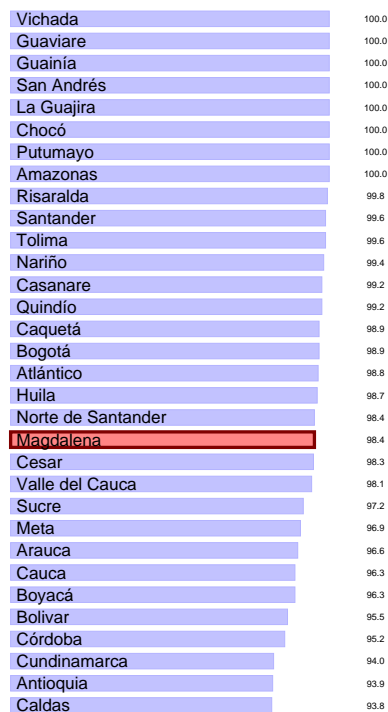 Vichada 100.0
Guaviare 100.0
Guainía 100.0
San Andrés 100.0
La Guajira 100.0
Chocó 100.0
Putumayo 100.0
Amazonas 100.0
Risaralda 99.8
Santander 99.6
Tolima 99.6
Nariño 99.4
Casanare 99.2
Quindío 99.2
Caquetá 98.9
Bogotá 98.9
Atlántico 98.8
Huila 98.7
Norte de Santander 98.4
Magdalena 98.4
Cesar 98.3
Valle del Cauca 98.1
Sucre 97.2
Meta 96.9
Arauca 96.6
Cauca 96.3
Boyacá 96.3
Bolivar 95.5
Córdoba 95.2
Cundinamarca 94.0
Antioquia 93.9
Caldas 93.8